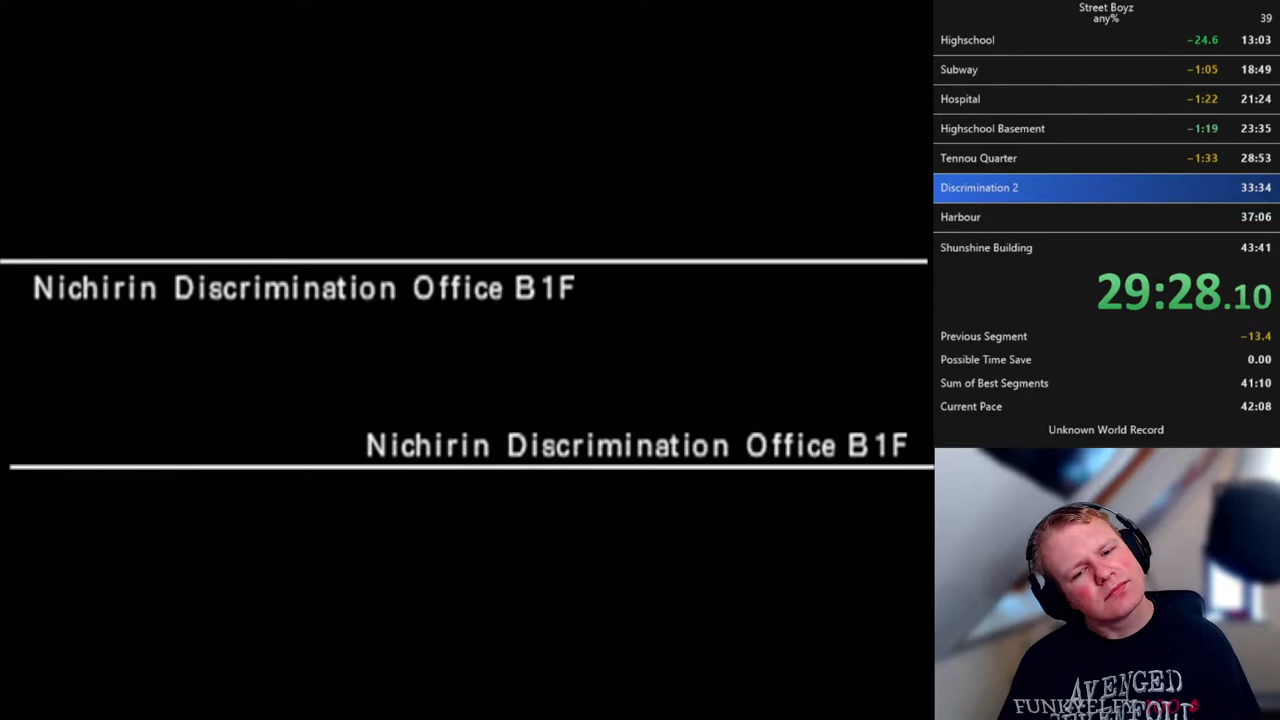 Nichirin Discrimination Office B1F
Nichirin Discrimination Office B1F
Street Boyz
any%
39
Highschool -24.6 13:03
Subway -1:05 18:49
Hospital -1:22 21:24
Highschool Basement -1:19 23:35
Tennou Quarter -1:33 28:53
Discrimination 2 33:34
Harbour 37:06
Shunshine Building 43:41
29:28.10
Previous Segment -13.4
Possible Time Save 0.00
Sum of Best Segments 41:10
Current Pace 42:08
Unknown World Record
AVENGED